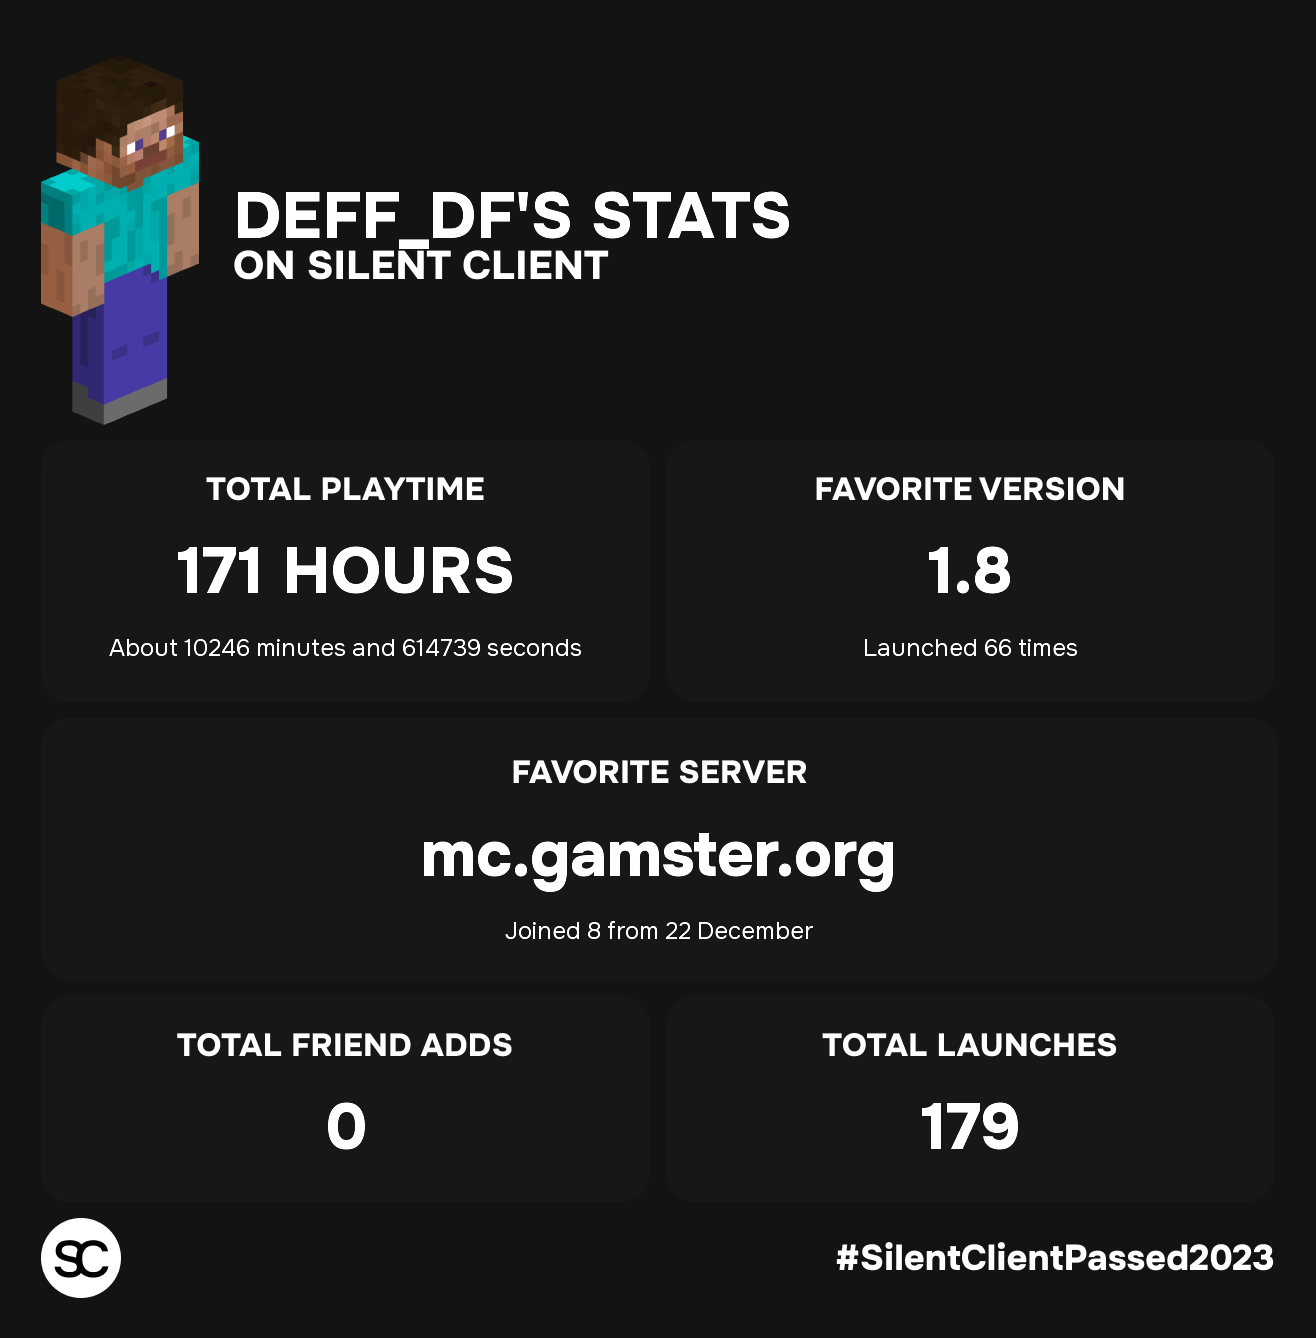 DEFF_DF'S STATS
ON SILENT CLIENT
TOTAL PLAYTIME
171 HOURS
About 10246 minutes and 614739 seconds
FAVORITE VERSION
1.8
Launched 66 times
FAVORITE SERVER
mc.gamster.org
Joined 8 from 22 December
TOTAL FRIEND ADDS
0
TOTAL LAUNCHES
179
SC
#SilentClientPassed2023